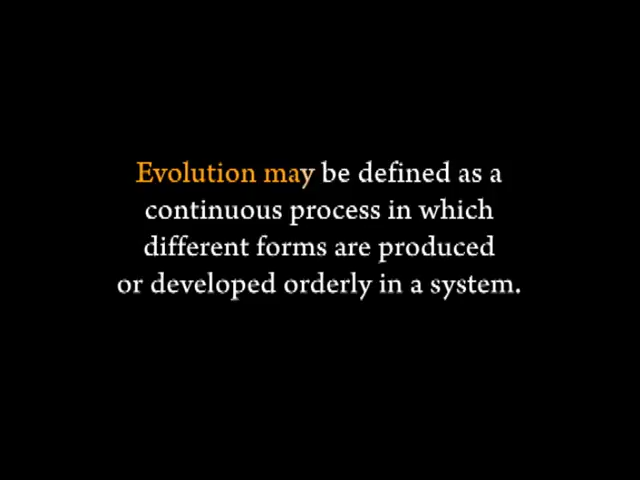 Evolution may be defined as a
continuous process in which
different forms are produced
or developed orderly in a system.